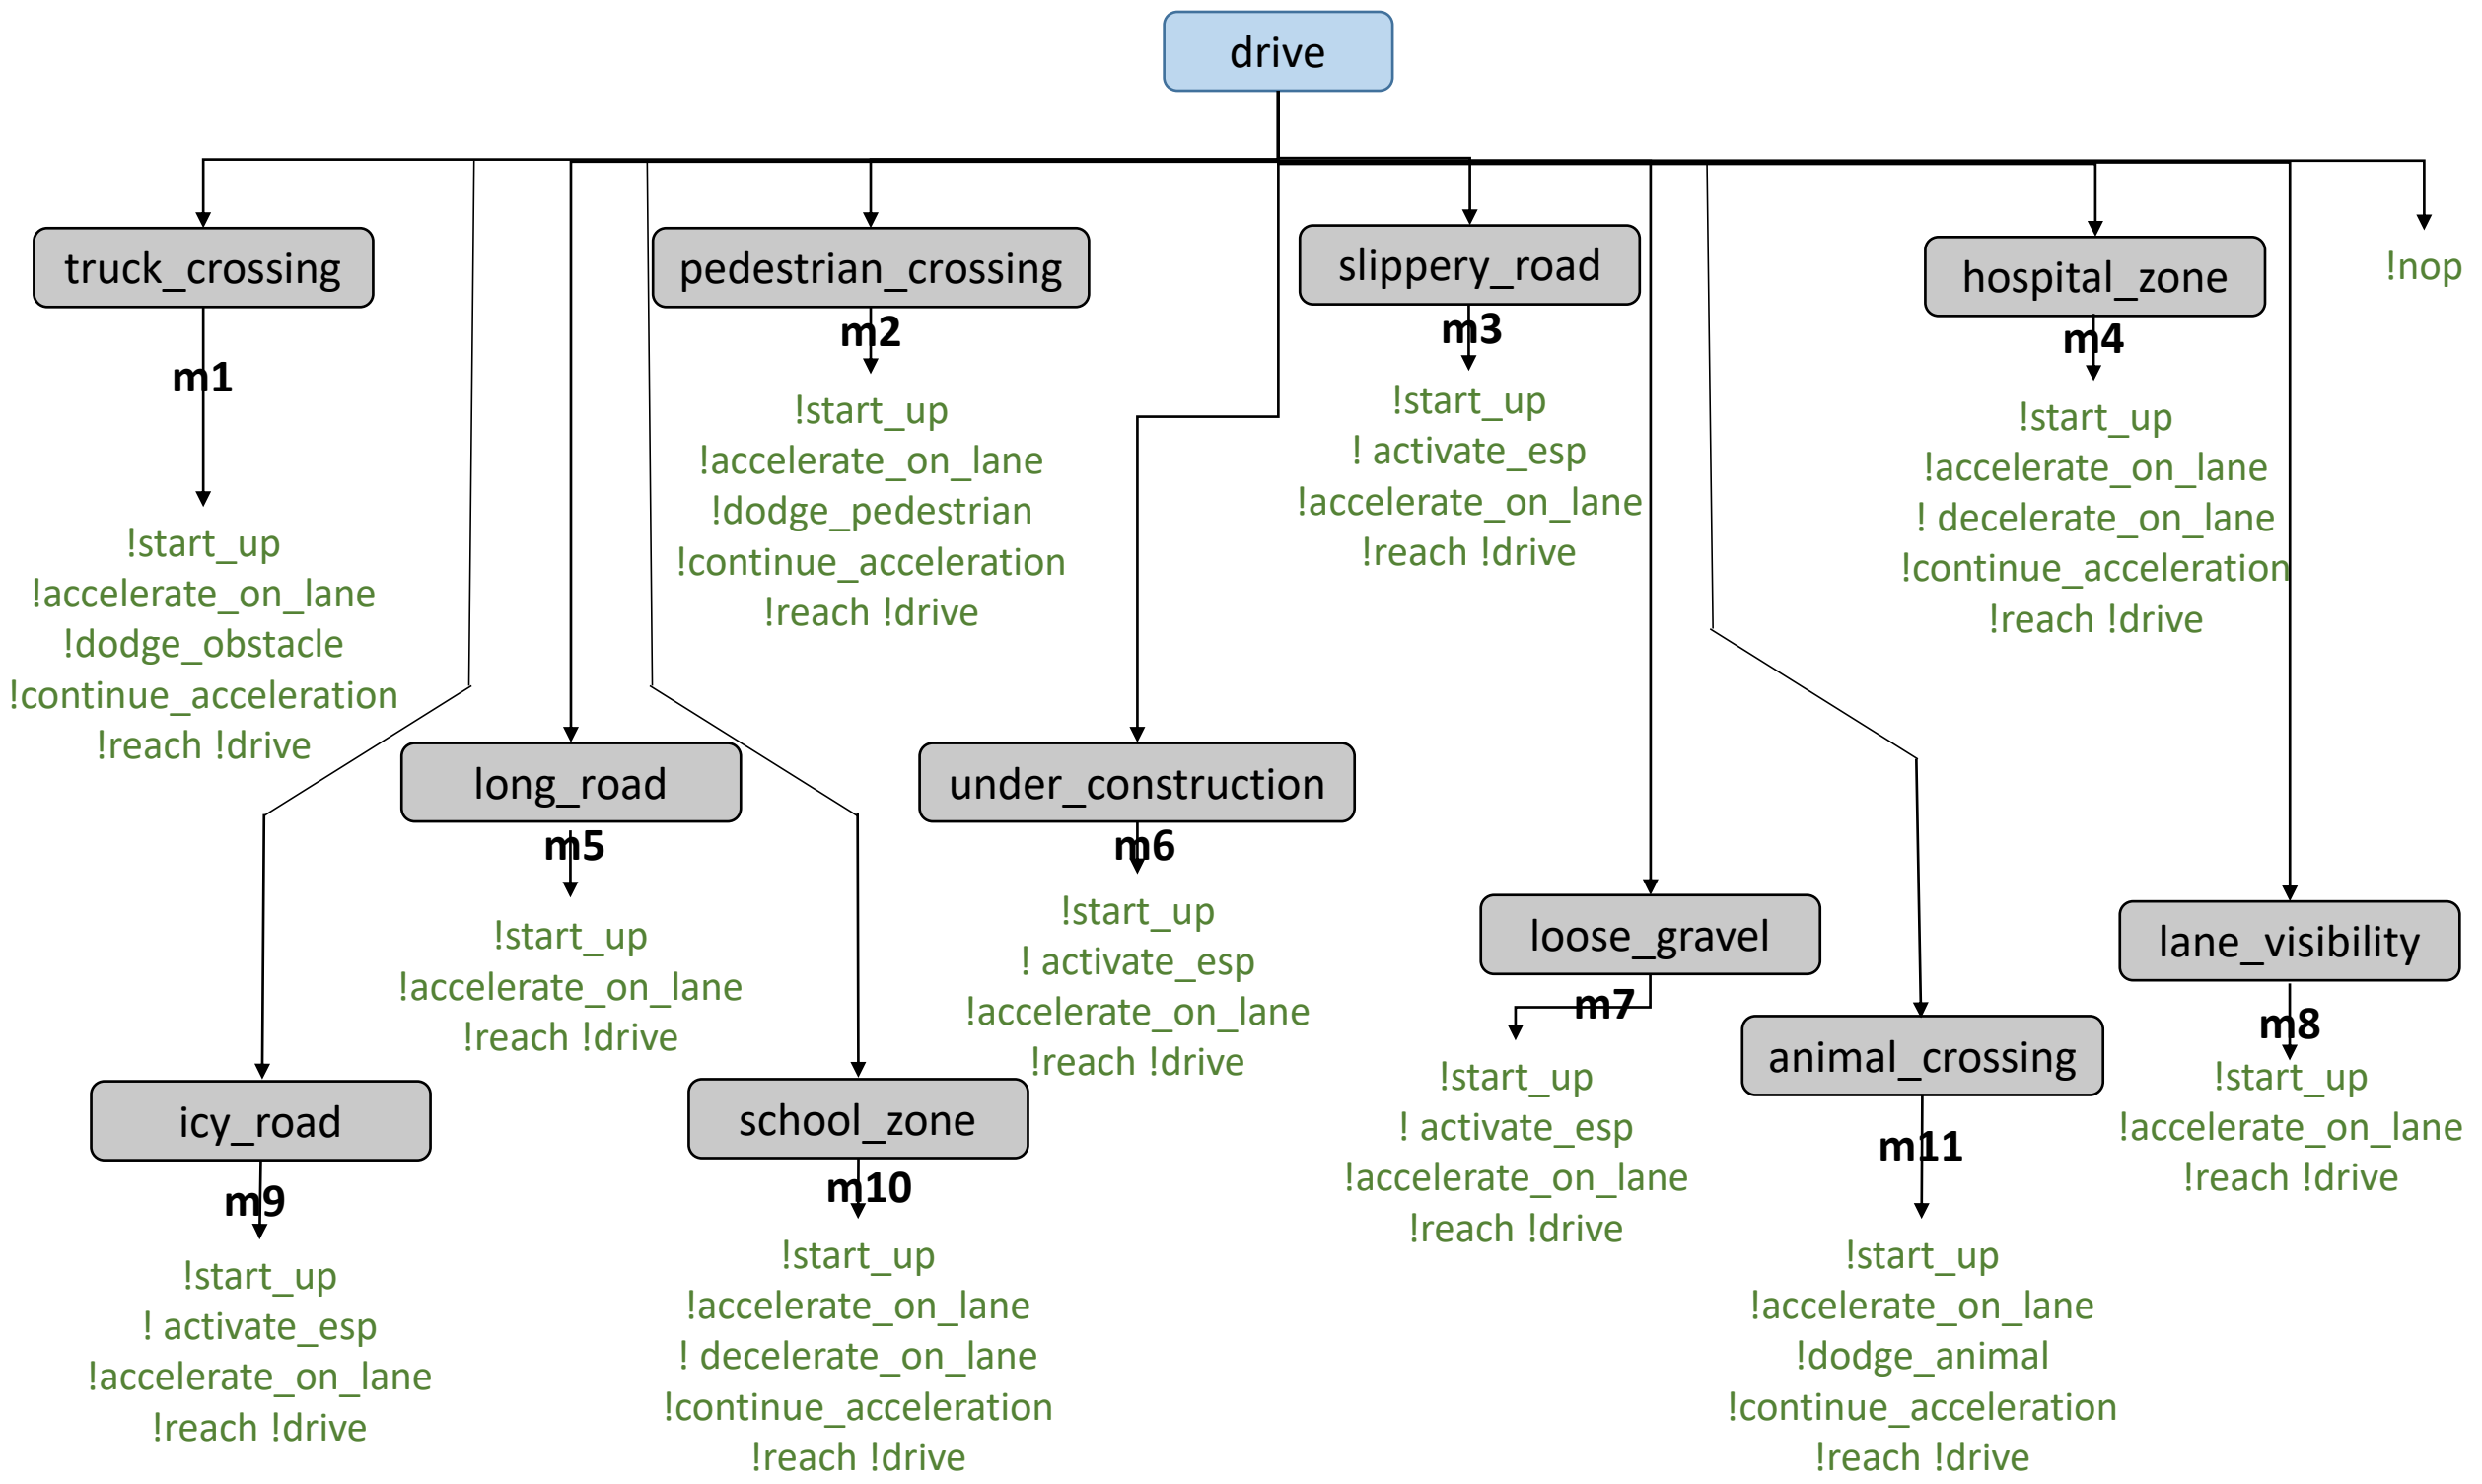 drive
truck_crossing
m1
!start_up
!accelerate_on_lane
!dodge_obstacle
!continue_acceleration
!reach !drive
pedestrian_crossing
m2
!start_up
!accelerate_on_lane
!dodge_pedestrian
!continue_acceleration
!reach !drive
slippery_road
m3
!start_up
! activate_esp
!accelerate_on_lane
!reach !drive
hospital_zone
m4
!start_up
!accelerate_on_lane
! decelerate_on_lane
!continue_acceleration
!reach !drive
!nop
long_road
m5
!start_up
!accelerate_on_lane
!reach !drive
under_construction
m6
!start_up
! activate_esp
!accelerate_on_lane
!reach !drive
loose_gravel
m7
!start_up
! activate_esp
!accelerate_on_lane
!reach !drive
lane_visibility
m8
!start_up
!accelerate_on_lane
!reach !drive
icy_road
m9
!start_up
! activate_esp
!accelerate_on_lane
!reach !drive
school_zone
m10
!start_up
!accelerate_on_lane
! decelerate_on_lane
!continue_acceleration
!reach !drive
animal_crossing
m11
!start_up
!accelerate_on_lane
!dodge_animal
!continue_acceleration
!reach !drive